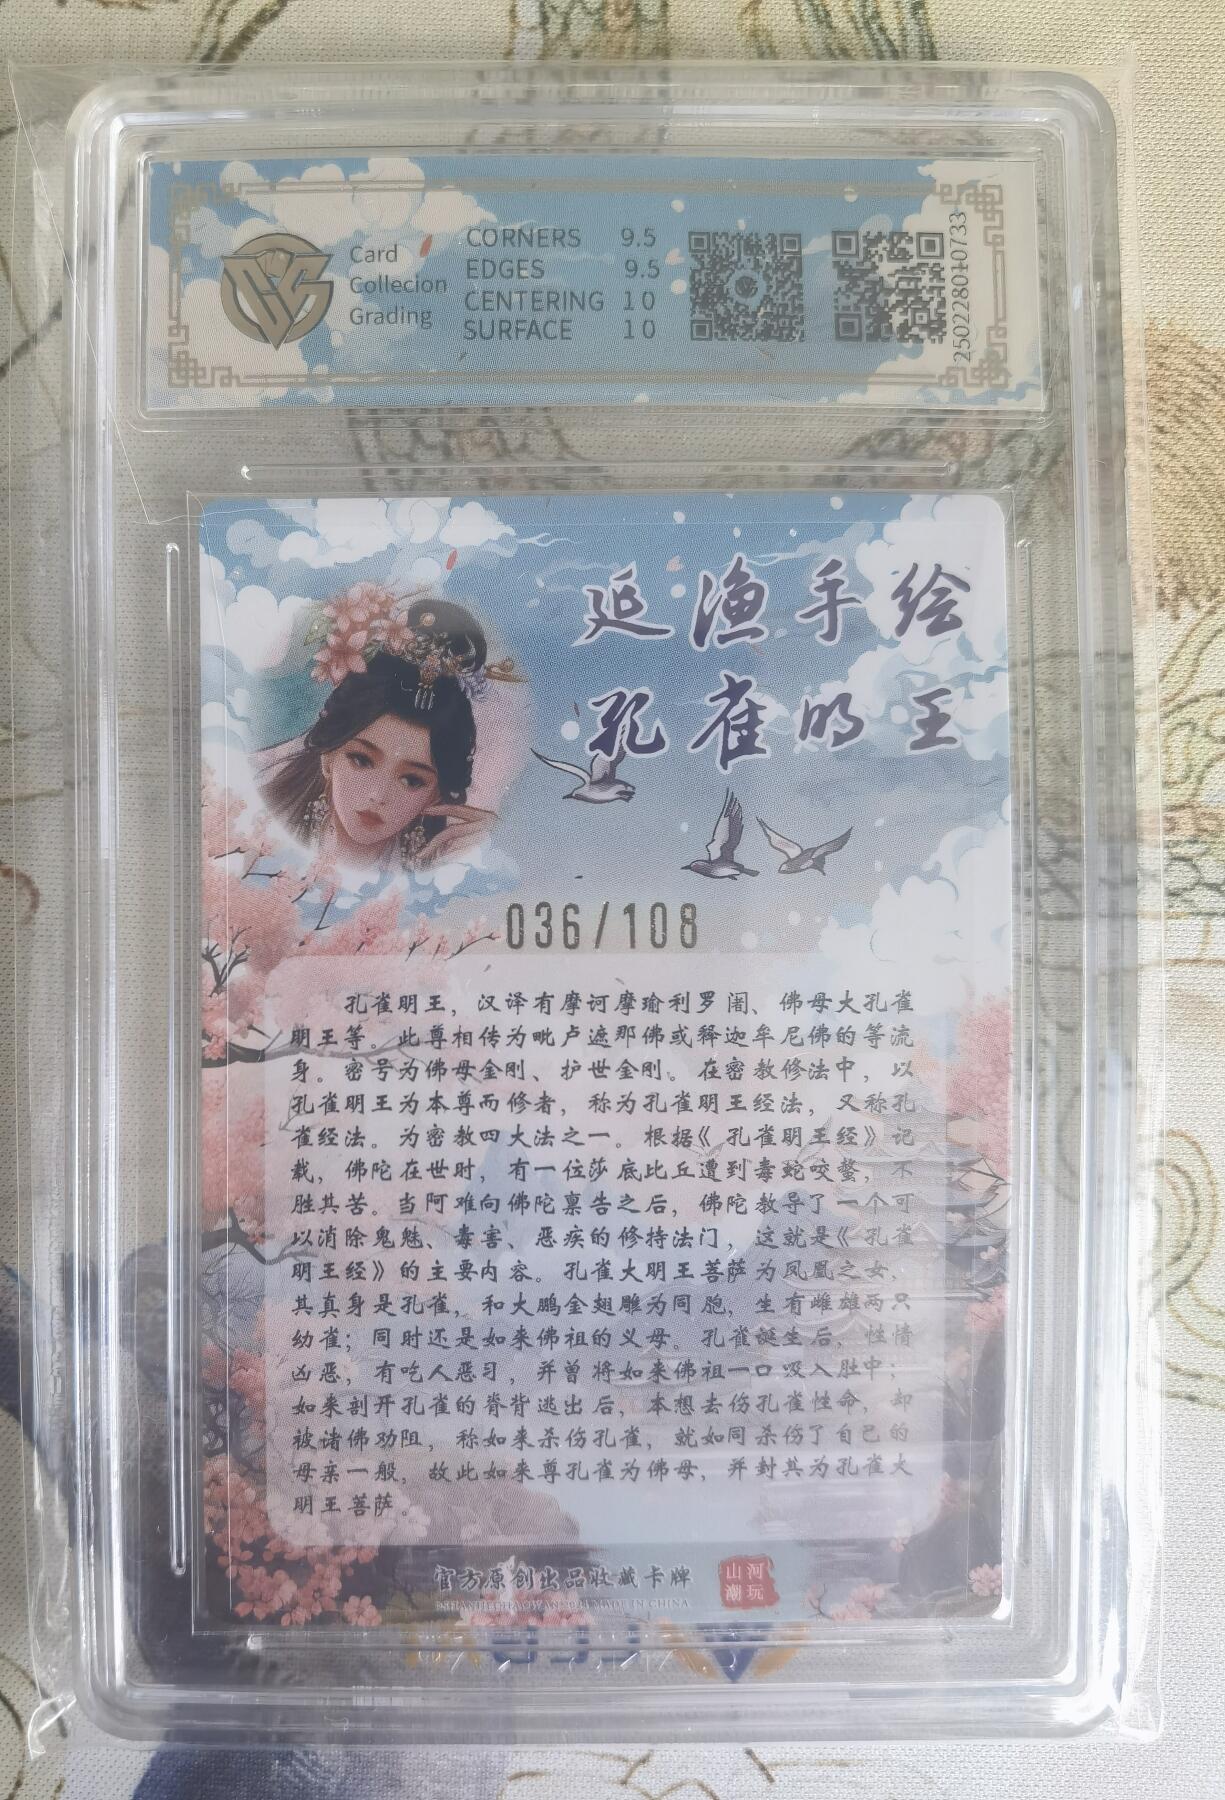 Card
Collecion
Grading
CORNERS 9.5
EDGES 9.5
CENTERING 10
SURFACE 10
250228010733
延渔手绘
孔雀明王
036/108
孔雀明王，汉译有摩诃摩瑜利罗阇、佛母大孔雀
明王等。此尊相传为毗卢遮那佛或释迦牟尼佛的等流
身。密号为佛母金刚、护世金刚。在密教修法中，以
孔雀明王为本尊而修者，称为孔雀明王经法，又称孔
雀经法。为密教四大法之一。根据《孔雀明王经》记
载，佛陀在世时，有一位莎底比丘遭到毒蛇咬螫，不
胜其苦。当阿难向佛陀禀告之后，佛陀教导了一个可
以消除鬼魅、毒害、恶疾的修持法门，这就是《孔雀
明王经》的主要内容。孔雀大明王菩萨为凤凰之女，
其真身是孔雀，和大鹏金翅雕为同胞，生有雌雄两只
幼雀；同时还是如来佛祖的义母。孔雀诞生后，性情
凶恶，有吃人恶习，并曾将如来佛祖一口吸入肚中；
如来剖开孔雀的脊背逃出后，本想去伤孔雀性命，却
被诸佛劝阻，称如来杀伤孔雀，就如同杀伤了自己的
母亲一般，故此如来尊孔雀为佛母，并封其为孔雀大
明王菩萨。
官方原创出品收藏卡牌
MADE IN CHINA
山河
潮玩